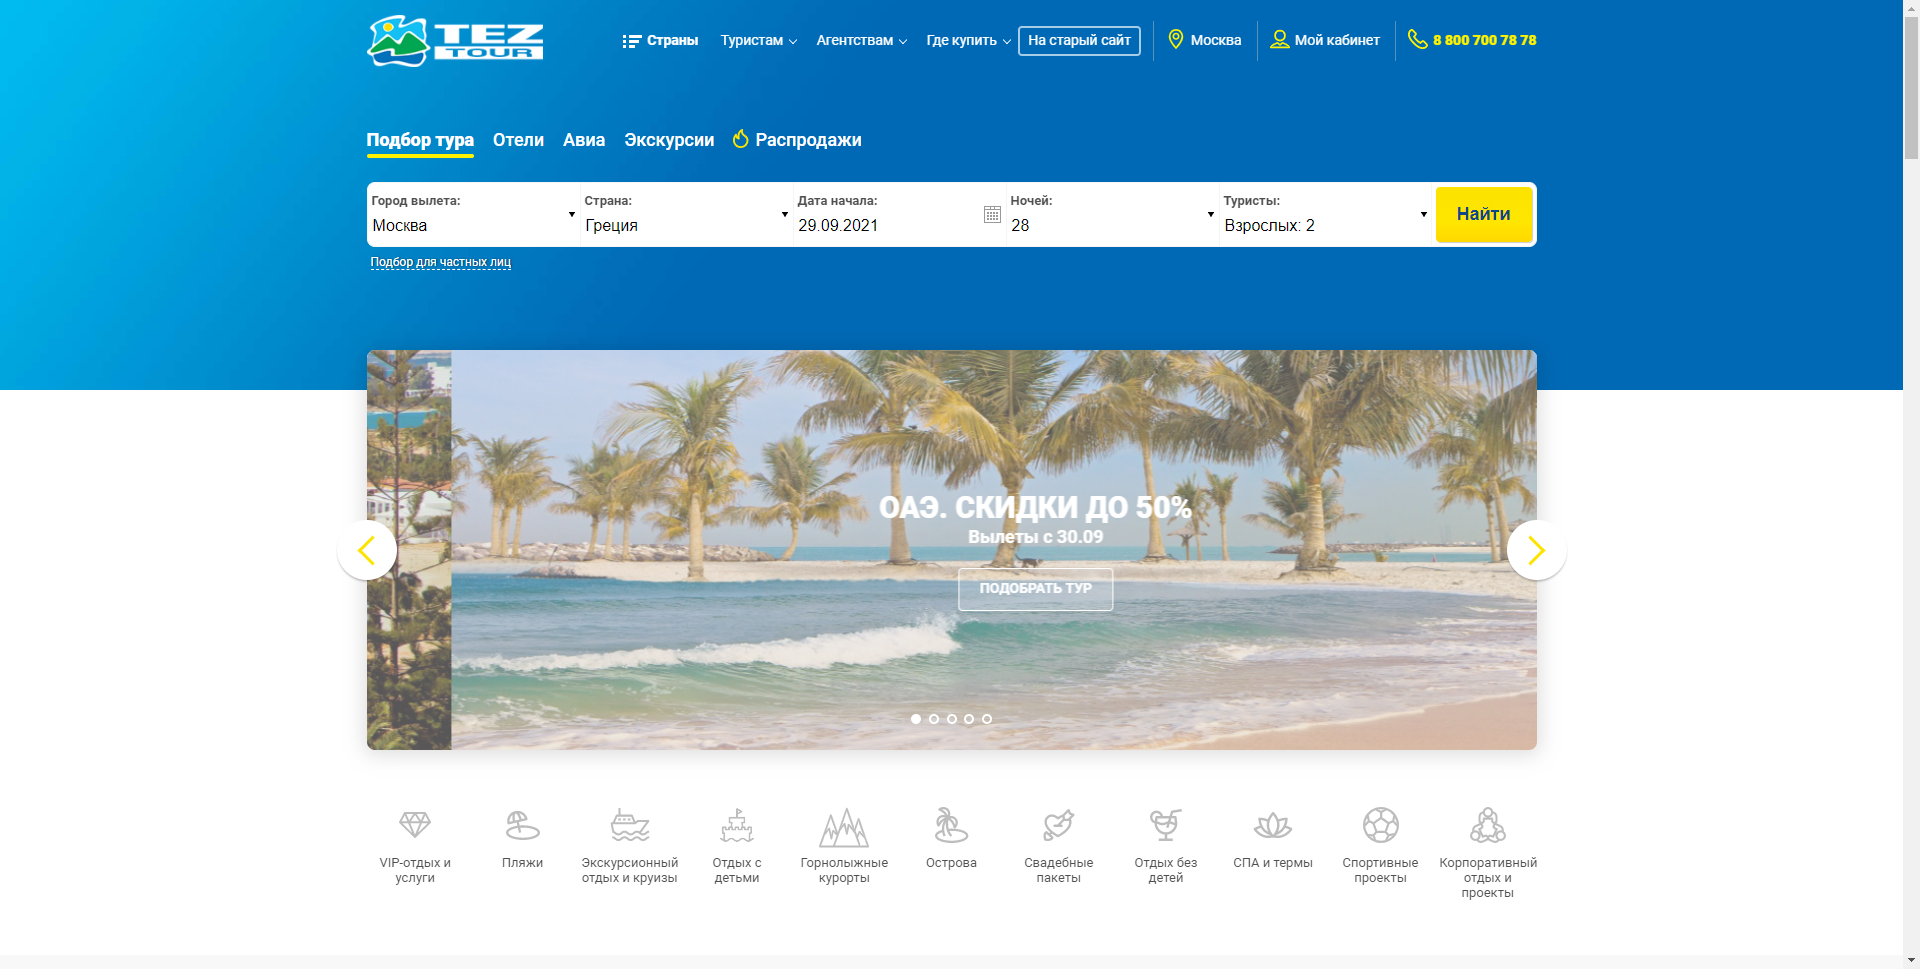 TEZ
TOUR
Страны
Туристам
Агентствам
Где купить
На старый сайт
Москва
Мой кабинет
8 800 700 78 78
Подбор тура
Отели
Авиа
Экскурсии
Распродажи
Город вылета:
Москва
Страна:
Греция
Дата начала:
29.09.2021
Ночей:
28
Туристы:
Взрослых: 2
Найти
Подбор для частных лиц
ОАЭ. СКИДКИ ДО 50%
Вылеты с 30.09
ПОДОБРАТЬ ТУР
VIP-отдых и
услуги
Пляжи
Экскурсионный
отдых и круизы
Отдых с
детьми
Горнолыжные
курорты
Острова
Свадебные
пакеты
Отдых без
детей
СПА и термы
Спортивные
проекты
Корпоративный
отдых и
проекты